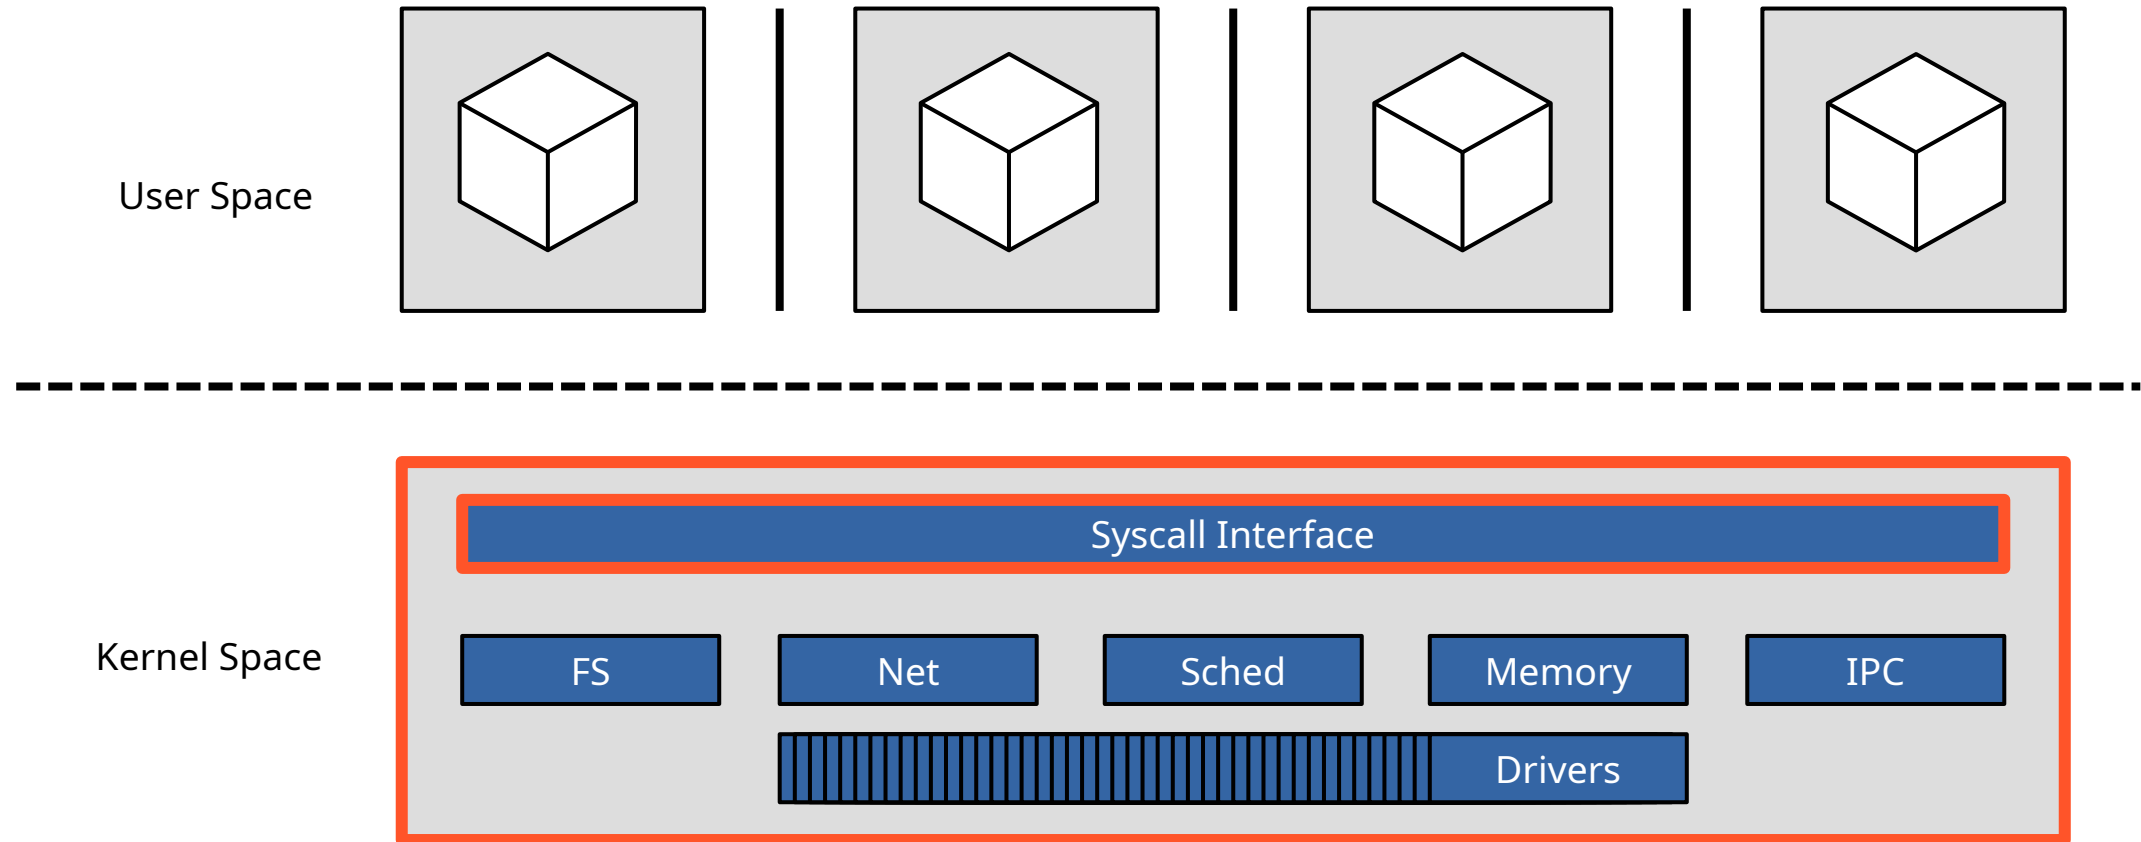 User Space
Syscall Interface
Kernel Space
FS
Net
Sched
Memory
IPC
Drivers